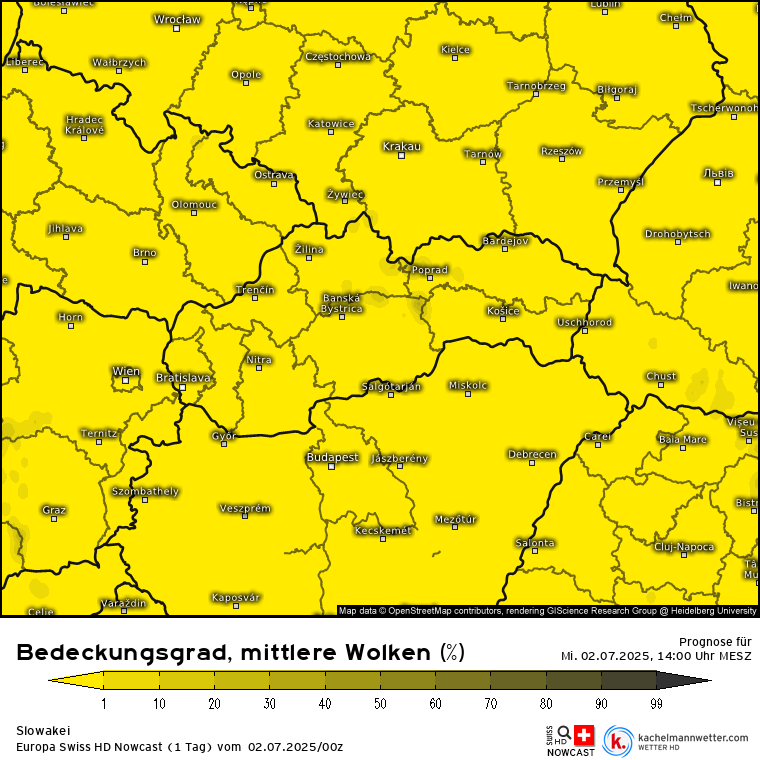 Wrocław
Lublin
Chełm
Kielce
Częstochowa
Liberec
Wałbrzych
Opole
Tarnobrzeg
Biłgoraj
Tscherwonoh
Hradec
Králové
Katowice
Krakau
Tarnów
Rzeszów
Ostrava
Żywiec
Przemyśl
Львів
Olomouc
Jihlava
Brno
Žilina
Bardejov
Drohobytsch
Poprad
Trenčín
Banská
Bystrica
Iwano
Horn
Košice
Uschhorod
Wien
Bratislava
Nitra
Salgótarján
Miskolc
Chust
Ternitz
Győr
Carei
Baia Mare
Vișeu
Sus
Budapest
Jászberény
Debrecen
Szombathely
Graz
Veszprém
Kecskemét
Mezőtúr
Bistr
Salonta
Cluj-Napoca
Celje
Varaždin
Kaposvár
Map data © OpenStreetMap contributors, rendering GIScience Research Group @ Heidelberg University
Bedeckungsgrad, mittlere Wolken (%)
Prognose für
Mi. 02.07.2025, 14:00 Uhr MESZ
1 10 20 30 40 50 60 70 80 90 99
Slowakei
Europa Swiss HD Nowcast (1 Tag) vom 02.07.2025/00z
SWISS
HD
NOWCAST
k.
kachelmannwetter.com
WETTER HD